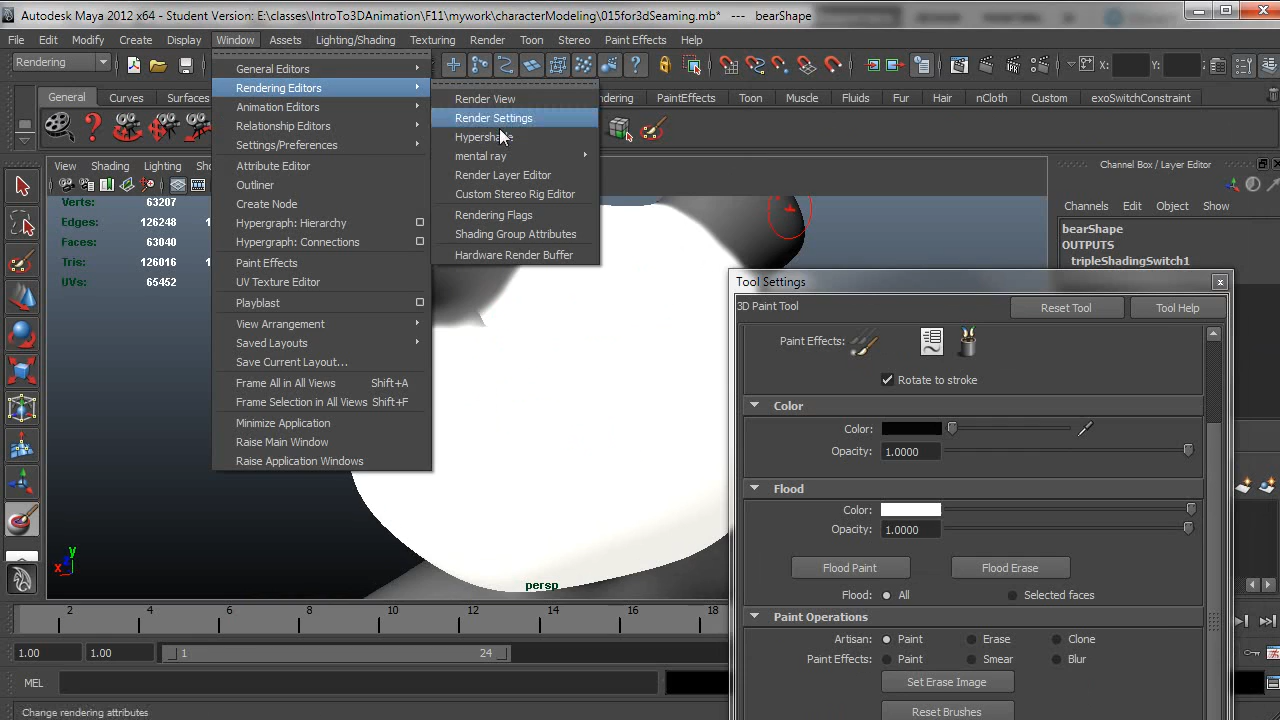 Autodesk Maya 2012 x64 - Student Version: E:\classes\IntroTo3DAnimation\F11\mywork\characterModeling\015for3dSeaming.mb* --- bearShape
File Edit Modify Create Display Window Assets Lighting/Shading Texturing Render Toon Stereo Paint Effects Help
Rendering
X: Y:
General Curves Surfaces
PaintEffects Toon Muscle Fluids Fur Hair nCloth Custom exoSwitchConstraint
General Editors
Rendering Editors
Animation Editors
Relationship Editors
Settings/Preferences
Attribute Editor
Outliner
Create Node
Hypergraph: Hierarchy
Hypergraph: Connections
Paint Effects
UV Texture Editor
Playblast
View Arrangement
Saved Layouts
Save Current Layout...
Frame All in All Views Shift+A
Frame Selection in All Views Shift+F
Minimize Application
Raise Main Window
Raise Application Windows
Render View
Render Settings
Hypershade
mental ray
Render Layer Editor
Custom Stereo Rig Editor
Rendering Flags
Shading Group Attributes
Hardware Render Buffer
View Shading Lighting
Verts: 63207
Edges: 126248
Faces: 63040
Tris: 126016
UVs: 65452
Channel Box / Layer Editor
Channels Edit Object Show
bearShape
OUTPUTS
tripleShadingSwitch1
Tool Settings
3D Paint Tool
Reset Tool
Tool Help
Paint Effects:
Rotate to stroke
Color
Color:
Opacity: 1.0000
Flood
Color:
Opacity: 1.0000
Flood Paint
Flood Erase
Flood: All Selected faces
Paint Operations
Artisan: Paint Erase Clone
Paint Effects: Paint Smear Blur
Set Erase Image
Reset Brushes
y
x
persp
2 4 6 8 10 12 14 16 18
1.00 1.00 1 24
MEL
Change rendering attributes